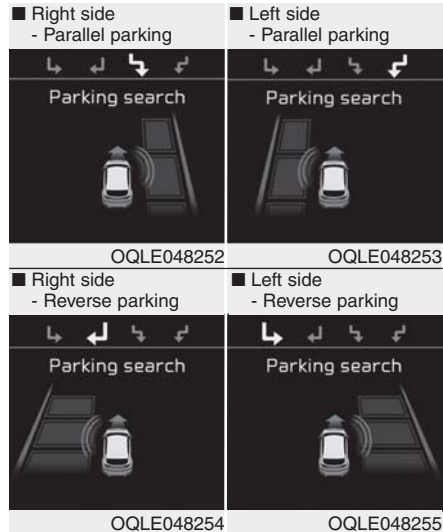 ■ Right side
- Parallel parking
Parking search
OQLE048252
■ Left side
- Parallel parking
Parking search
OQLE048253
■ Right side
- Reverse parking
Parking search
OQLE048254
■ Left side
- Reverse parking
Parking search
OQLE048255